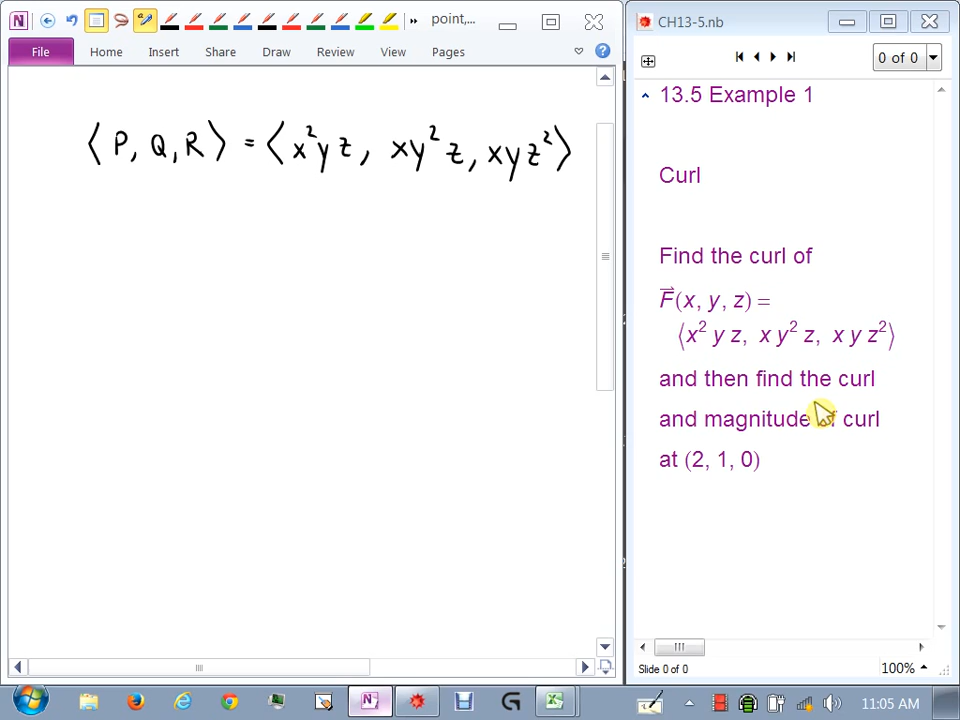 point,...
File Home Insert Share Draw Review View Pages
⟨P, Q, R⟩ = ⟨x²yz, xy²z, xyz²⟩
CH13-5.nb
0 of 0
13.5 Example 1
Curl
Find the curl of
F⃗(x, y, z) =
⟨x² y z, x y² z, x y z²⟩
and then find the curl
and magnitude of curl
at (2, 1, 0)
Slide 0 of 0 100%
11:05 AM